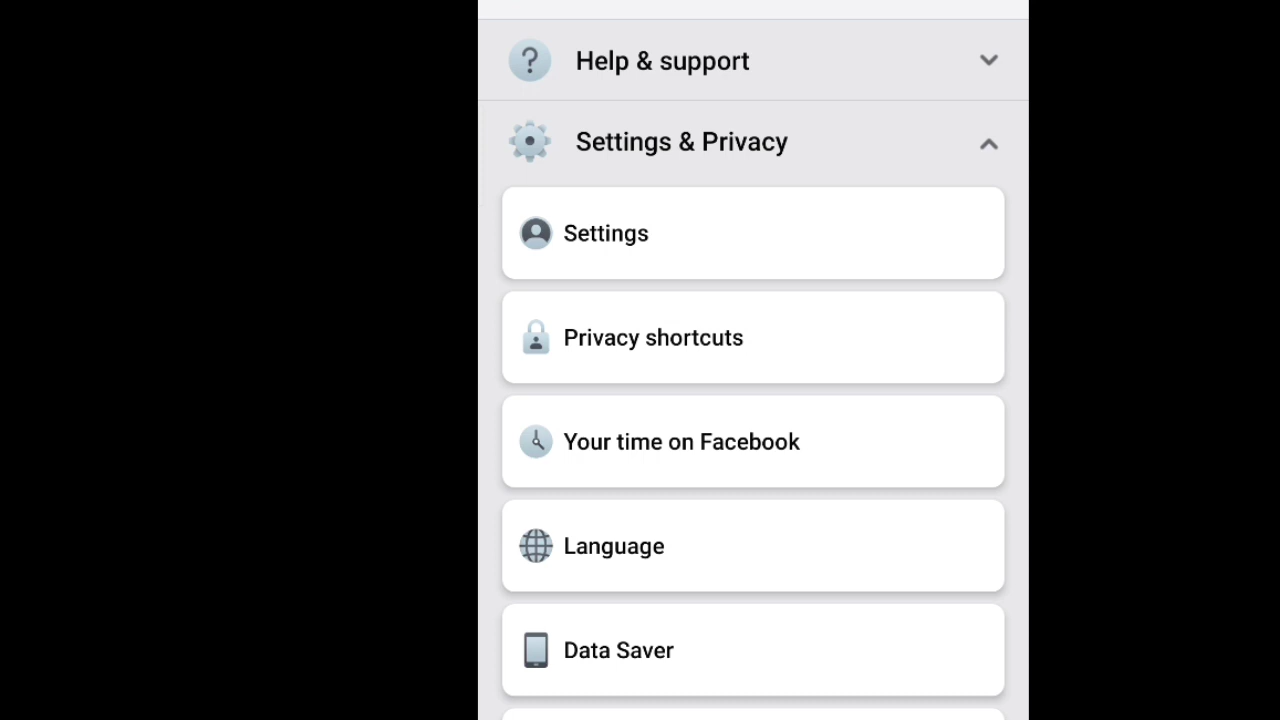 Help & support
Settings & Privacy
Settings
Privacy shortcuts
Your time on Facebook
Language
Data Saver